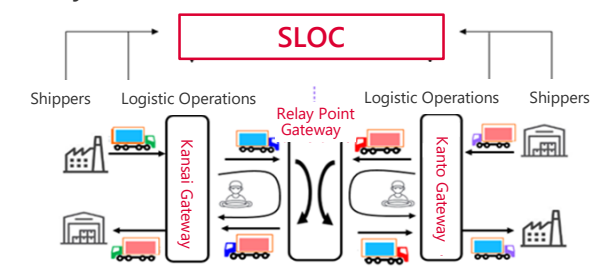 SLOC
Shippers
Logistic Operations
Logistic Operations
Shippers
Relay Point
Gateway
Kansai Gateway
Kanto Gateway